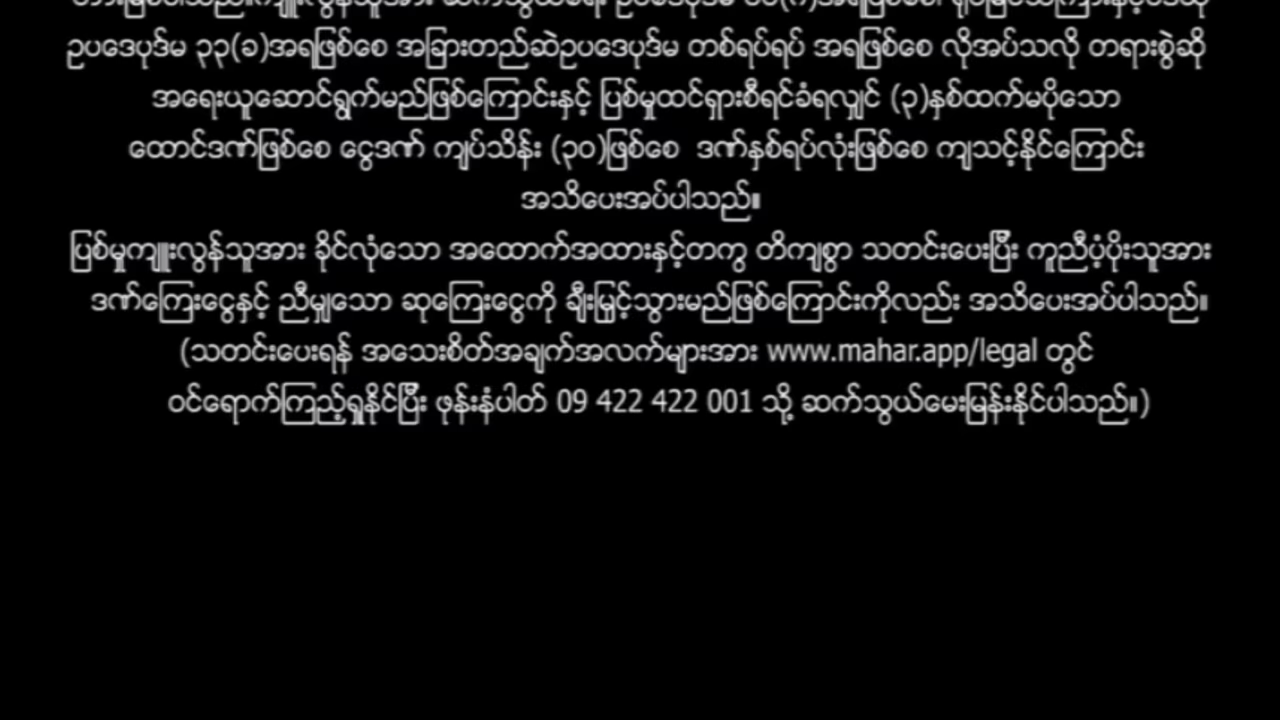 ဥပဒေပုဒ်မ ၃၃(ခ)အရဖြစ်စေ အခြားတည်ဆဲဥပဒေပုဒ်မ တစ်ရပ်ရပ် အရဖြစ်စေ လိုအပ်သလို တရားစွဲဆို
အရေးယူဆောင်ရွက်မည်ဖြစ်ကြောင်းနှင့် ပြစ်မှုထင်ရှားစီရင်ခံရလျှင် (၃)နှစ်ထက်မပိုသော
ထောင်ဒဏ်ဖြစ်စေ ငွေဒဏ် ကျပ်သိန်း (၃၀)ဖြစ်စေ ဒဏ်နှစ်ရပ်လုံးဖြစ်စေ ကျသင့်နိုင်ကြောင်း
အသိပေးအပ်ပါသည်။
ပြစ်မှုကျူးလွန်သူအား ခိုင်လုံသော အထောက်အထားနှင့်တကွ တိကျစွာ သတင်းပေးပြီး ကူညီပံ့ပိုးသူအား
ဒဏ်ကြေးငွေနှင့် ညီမျှသော ဆုကြေးငွေကို ချီးမြှင့်သွားမည်ဖြစ်ကြောင်းကိုလည်း အသိပေးအပ်ပါသည်။
(သတင်းပေးရန် အသေးစိတ်အချက်အလက်များအား www.mahar.app/legal တွင်
ဝင်ရောက်ကြည့်ရှုနိုင်ပြီး ဖုန်းနံပါတ် 09 422 422 001 သို့ ဆက်သွယ်မေးမြန်းနိုင်ပါသည်။)